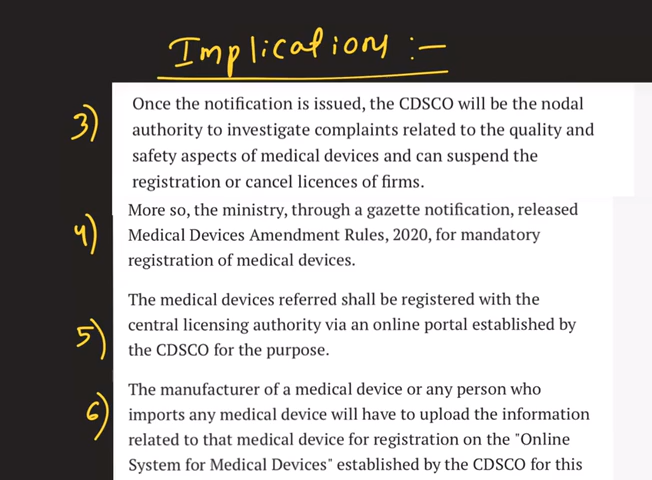 Implications :-
3) Once the notification is issued, the CDSCO will be the nodal
authority to investigate complaints related to the quality and
safety aspects of medical devices and can suspend the
registration or cancel licences of firms.
4) More so, the ministry, through a gazette notification, released
Medical Devices Amendment Rules, 2020, for mandatory
registration of medical devices.
5) The medical devices referred shall be registered with the
central licensing authority via an online portal established by
the CDSCO for the purpose.
6) The manufacturer of a medical device or any person who
imports any medical device will have to upload the information
related to that medical device for registration on the "Online
System for Medical Devices" established by the CDSCO for this